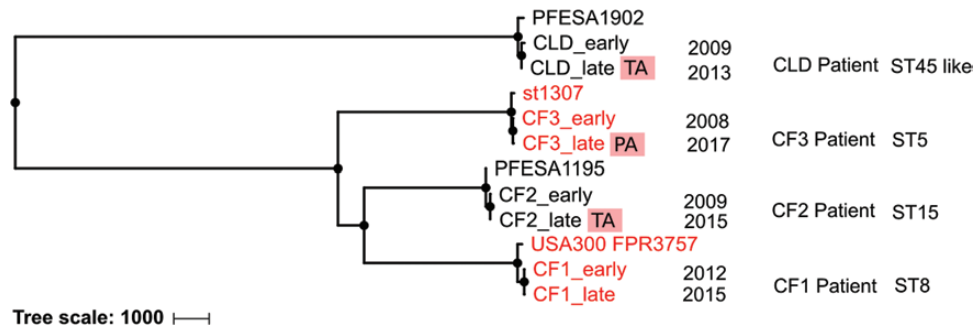 PFESA1902
CLD_early 2009
CLD_late TA 2013 CLD Patient ST45 like
st1307
CF3_early 2008
CF3_late PA 2017 CF3 Patient ST5
PFESA1195
CF2_early 2009
CF2_late TA 2015 CF2 Patient ST15
USA300_FPR3757
CF1_early 2012
CF1_late 2015 CF1 Patient ST8
Tree scale: 1000